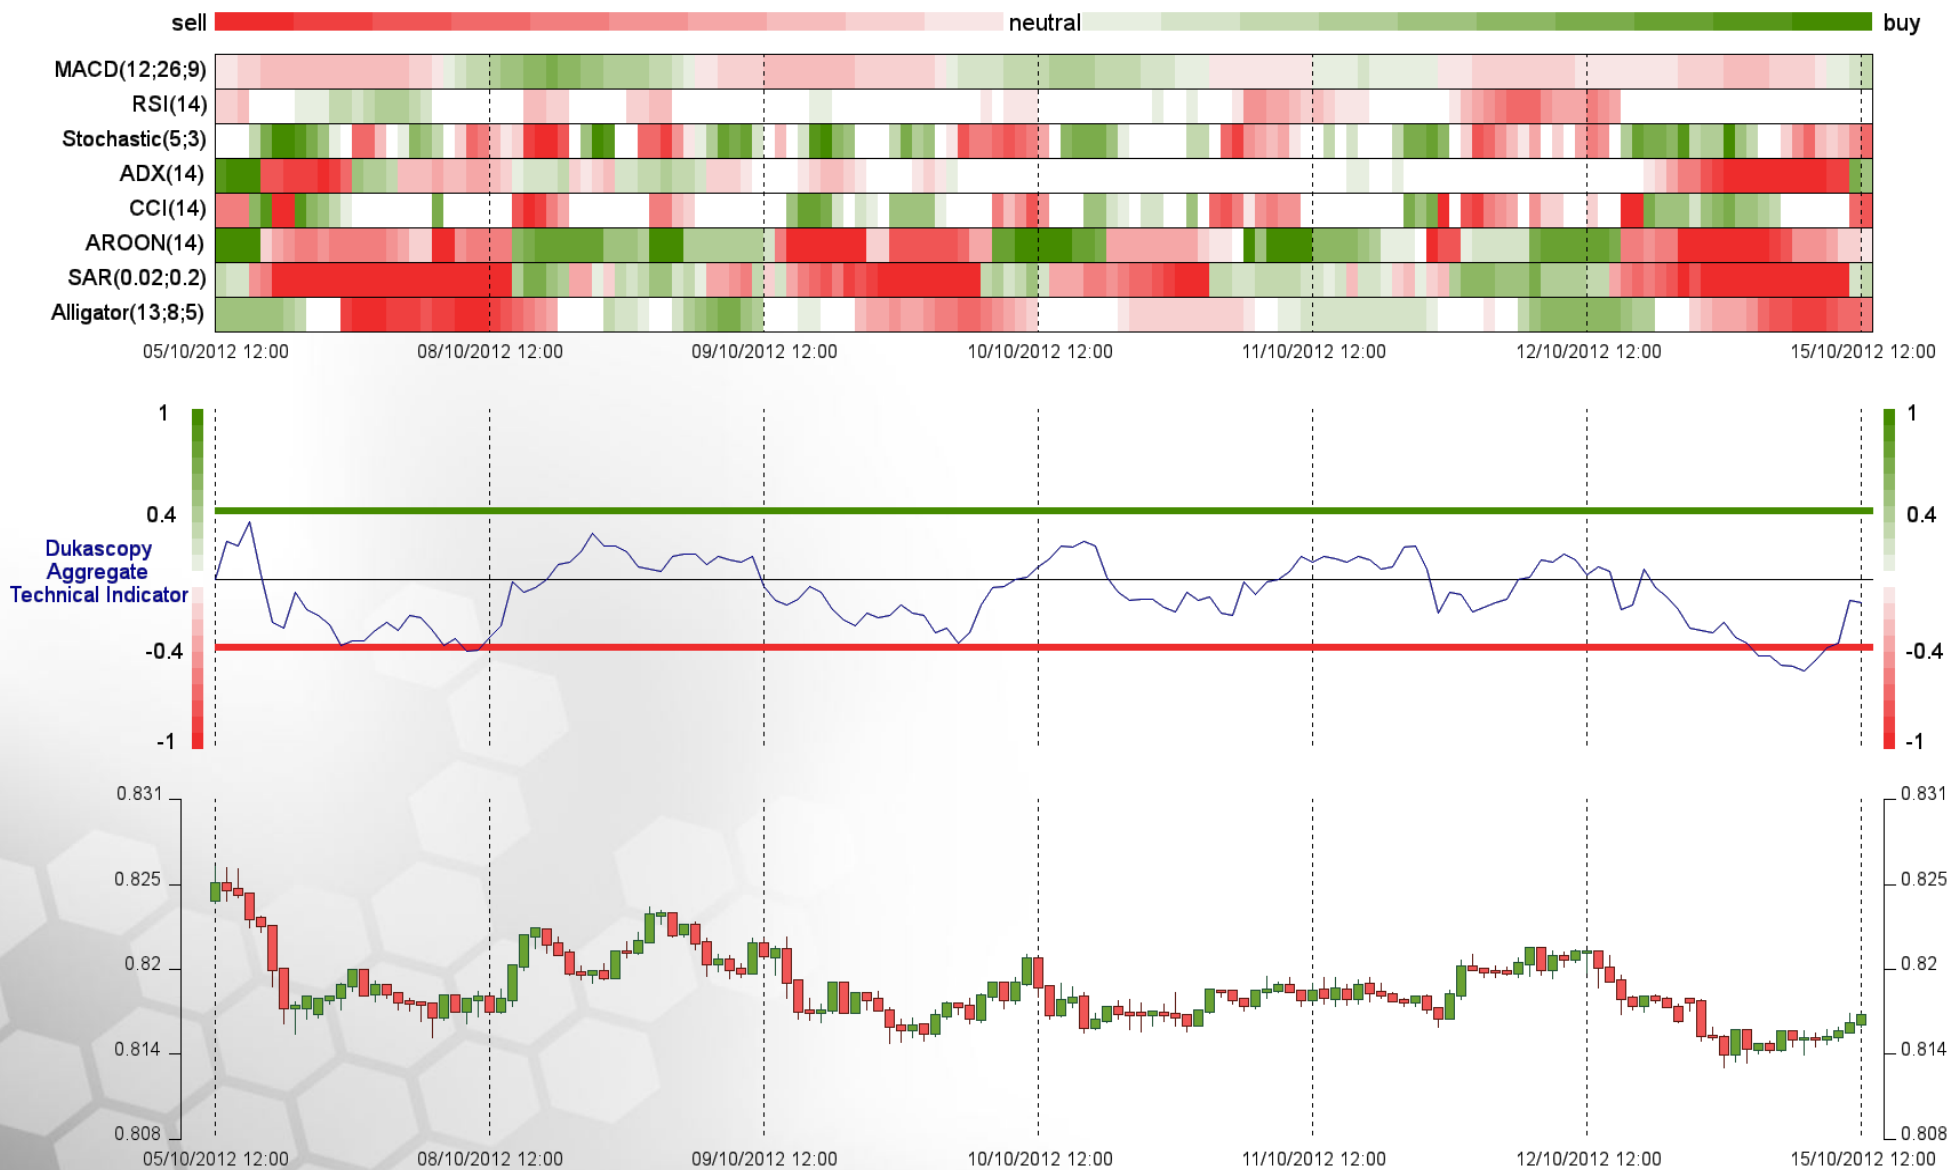 sell neutral buy
MACD(12;26;9)
RSI(14)
Stochastic(5;3)
ADX(14)
CCI(14)
AROON(14)
SAR(0.02;0.2)
Alligator(13;8;5)
05/10/2012 12:00 08/10/2012 12:00 09/10/2012 12:00 10/10/2012 12:00 11/10/2012 12:00 12/10/2012 12:00 15/10/2012 12:00
1 1
0.4 0.4
Dukascopy
Aggregate
Technical Indicator
-0.4 -0.4
-1 -1
0.831 0.831
0.825 0.825
0.82 0.82
0.814 0.814
0.808 0.808
05/10/2012 12:00 08/10/2012 12:00 09/10/2012 12:00 10/10/2012 12:00 11/10/2012 12:00 12/10/2012 12:00 15/10/2012 12:00